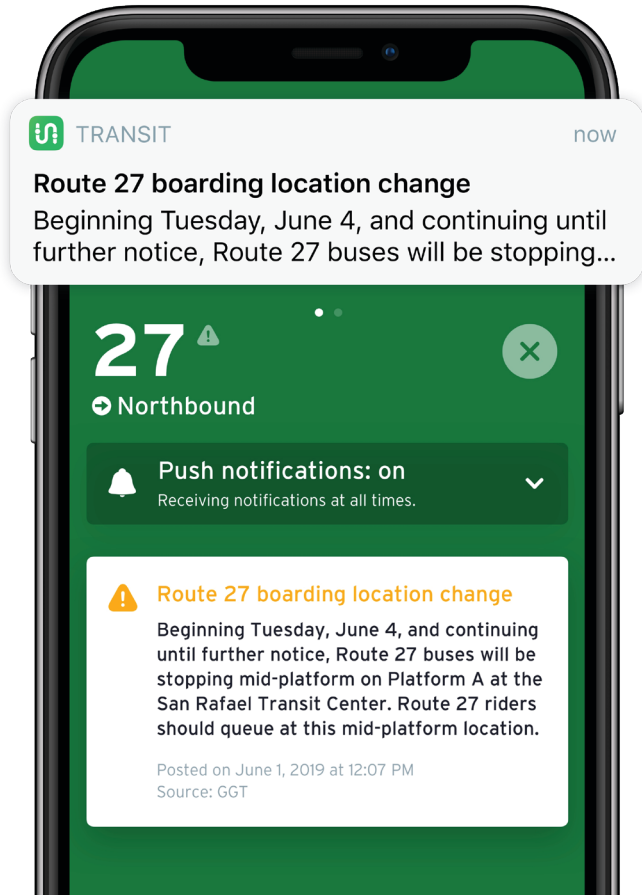 TRANSIT
now
Route 27 boarding location change
Beginning Tuesday, June 4, and continuing until
further notice, Route 27 buses will be stopping...
27
Northbound
Push notifications: on
Receiving notifications at all times.
Route 27 boarding location change
Beginning Tuesday, June 4, and continuing
until further notice, Route 27 buses will be
stopping mid-platform on Platform A at the
San Rafael Transit Center. Route 27 riders
should queue at this mid-platform location.
Posted on June 1, 2019 at 12:07 PM
Source: GGT